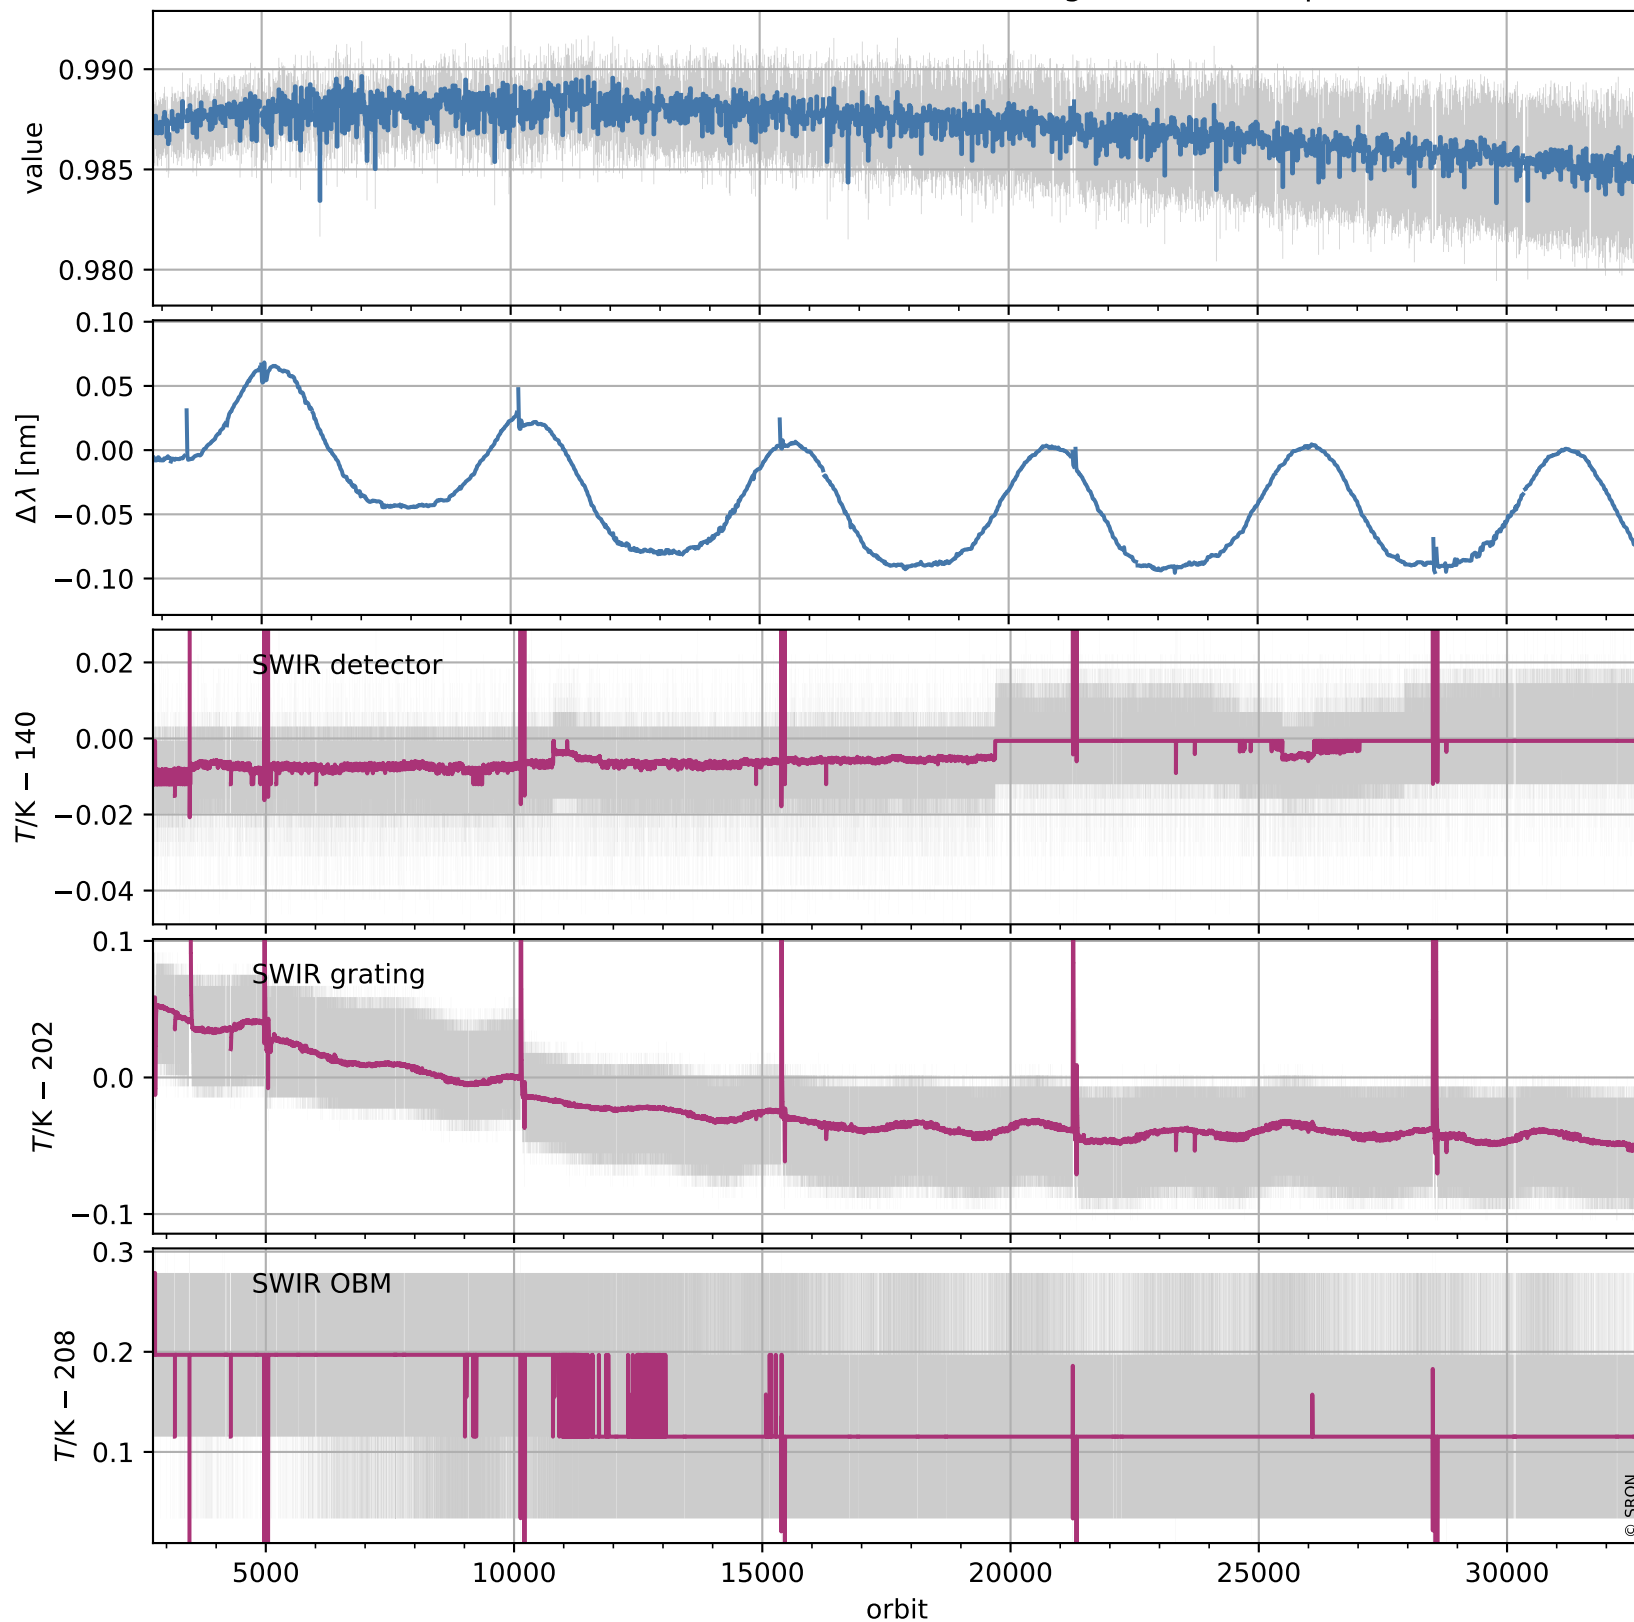 0.990
0.985
0.980
value
0.10
0.05
0.00
−0.05
−0.10
Δλ [nm]
SWIR detector
0.02
0.00
−0.02
−0.04
T/K − 140
SWIR grating
0.1
0.0
−0.1
T/K − 202
SWIR OBM
0.3
0.2
0.1
T/K − 208
© SRON
5000 10000 15000 20000 25000 30000
orbit